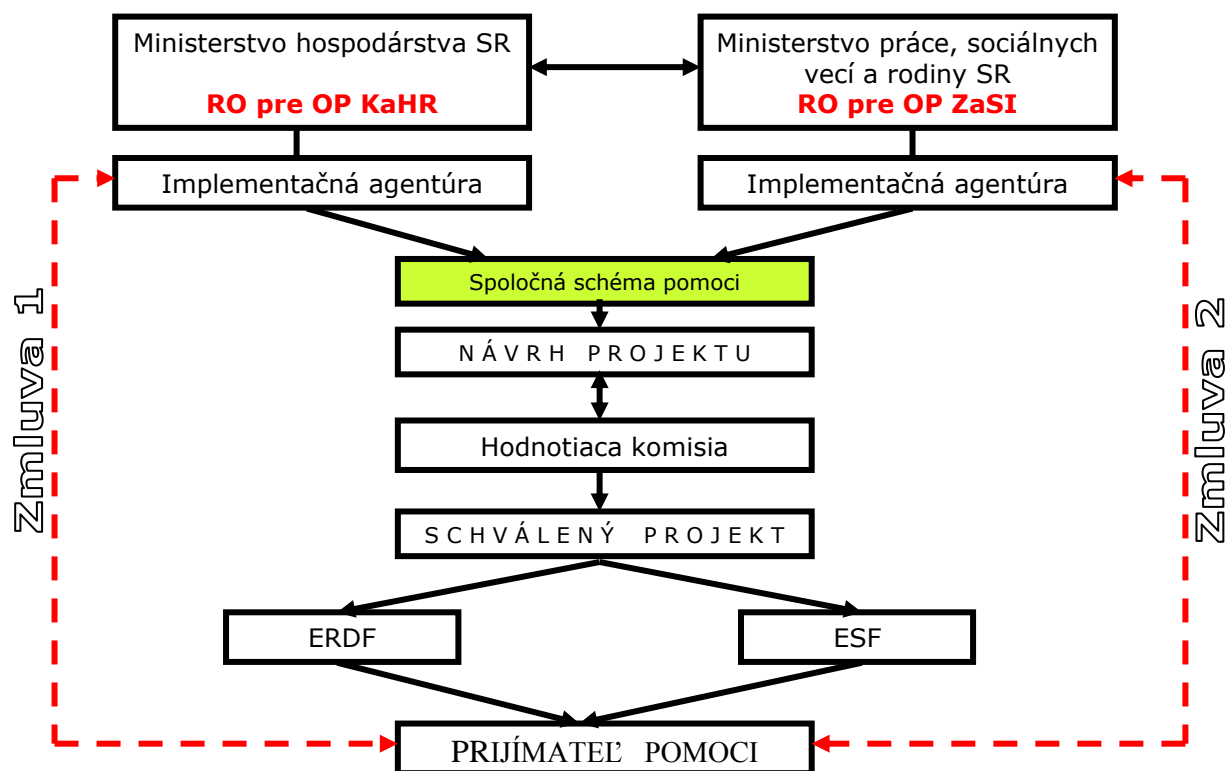 Ministerstvo hospodárstva SR
RO pre OP KaHR
Ministerstvo práce, sociálnych
vecí a rodiny SR
RO pre OP ZaSI
Implementačná agentúra
Implementačná agentúra
Spoločná schéma pomoci
NÁVRH PROJEKTU
Hodnotiaca komisia
SCHVÁLENÝ PROJEKT
ERDF
ESF
PRIJÍMATEĽ POMOCI
Zmluva 1
Zmluva 2